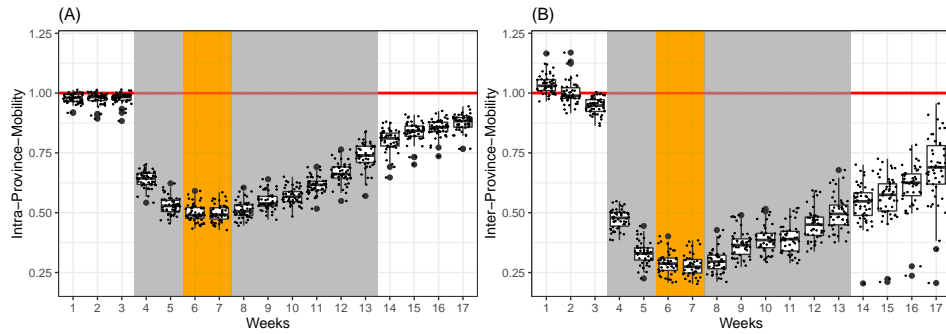 (A)
Intra−Province−Mobility
1.25
1.00
0.75
0.50
0.25
1 2 3 4 5 6 7 8 9 10 11 12 13 14 15 16 17
Weeks
(B)
Inter−Province−Mobility
1.25
1.00
0.75
0.50
0.25
1 2 3 4 5 6 7 8 9 10 11 12 13 14 15 16 17
Weeks